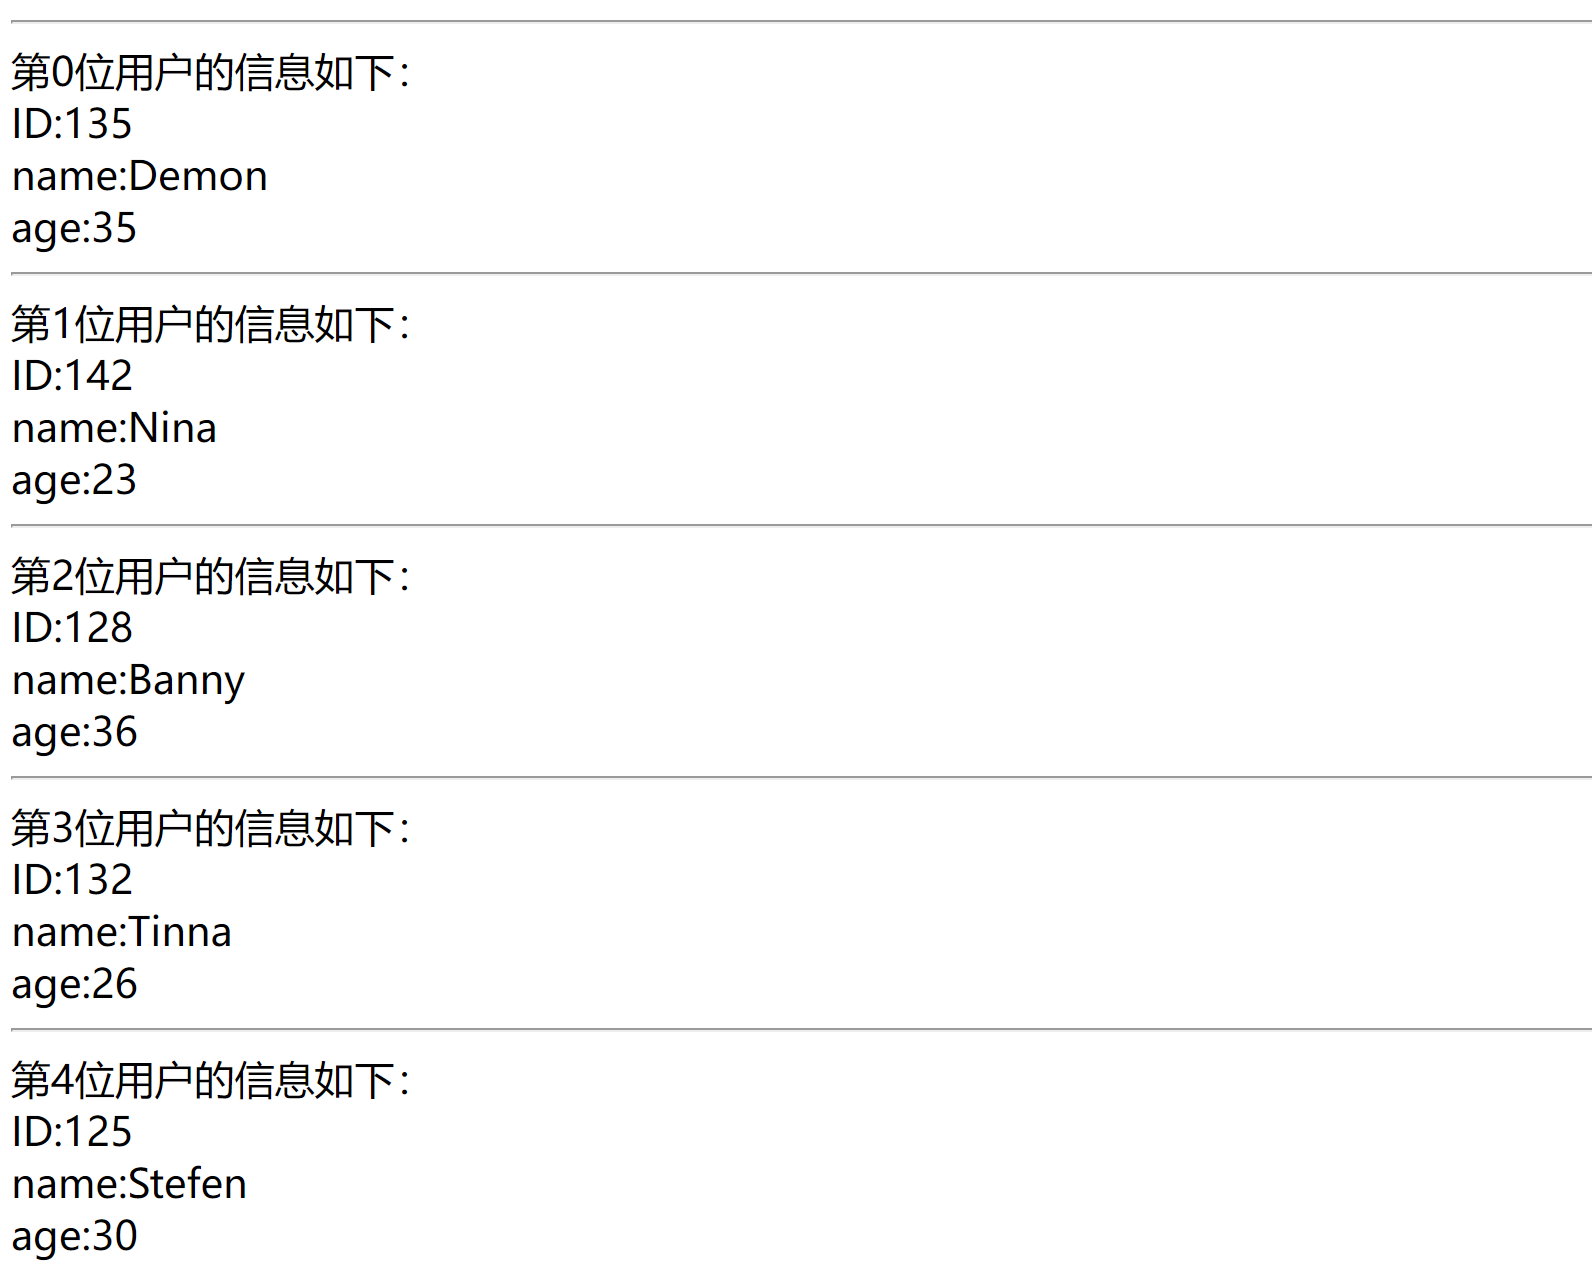 第0位用户的信息如下：
ID:135
name:Demon
age:35
第1位用户的信息如下：
ID:142
name:Nina
age:23
第2位用户的信息如下：
ID:128
name:Banny
age:36
第3位用户的信息如下：
ID:132
name:Tinna
age:26
第4位用户的信息如下：
ID:125
name:Stefen
age:30